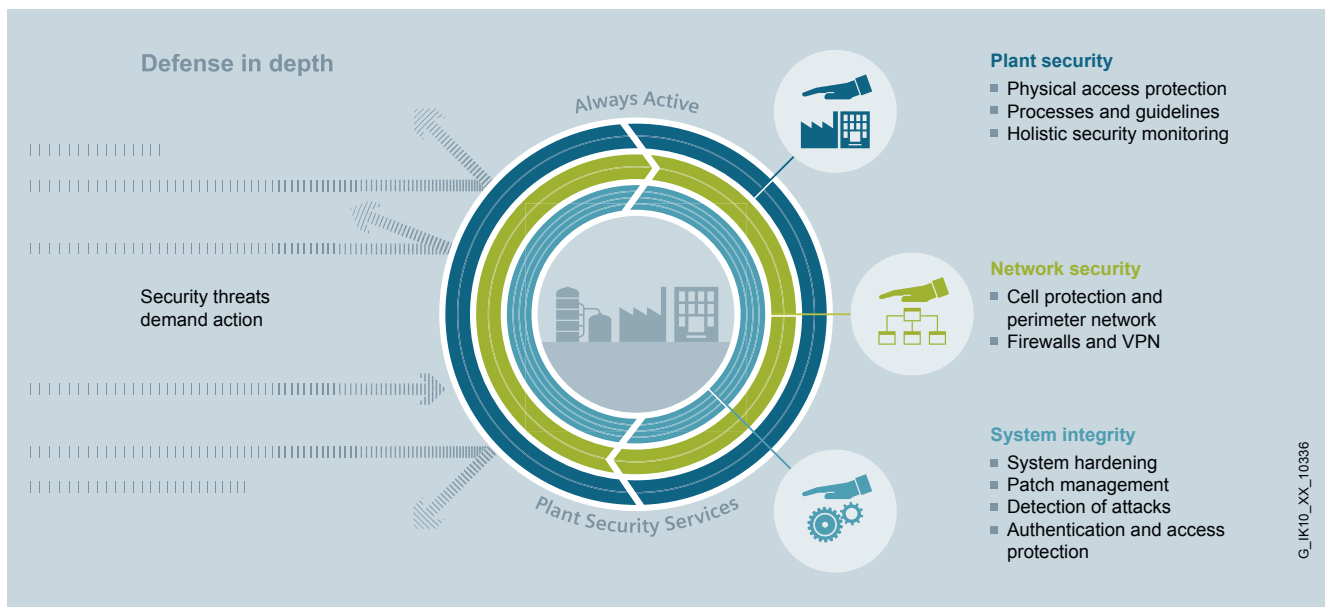 Defense in depth
Always Active
Security threats
demand action
Plant Security Services
Plant security
Physical access protection
Processes and guidelines
Holistic security monitoring
Network security
Cell protection and
perimeter network
Firewalls and VPN
System integrity
System hardening
Patch management
Detection of attacks
Authentication and access
protection
G_IK10_XX_10336